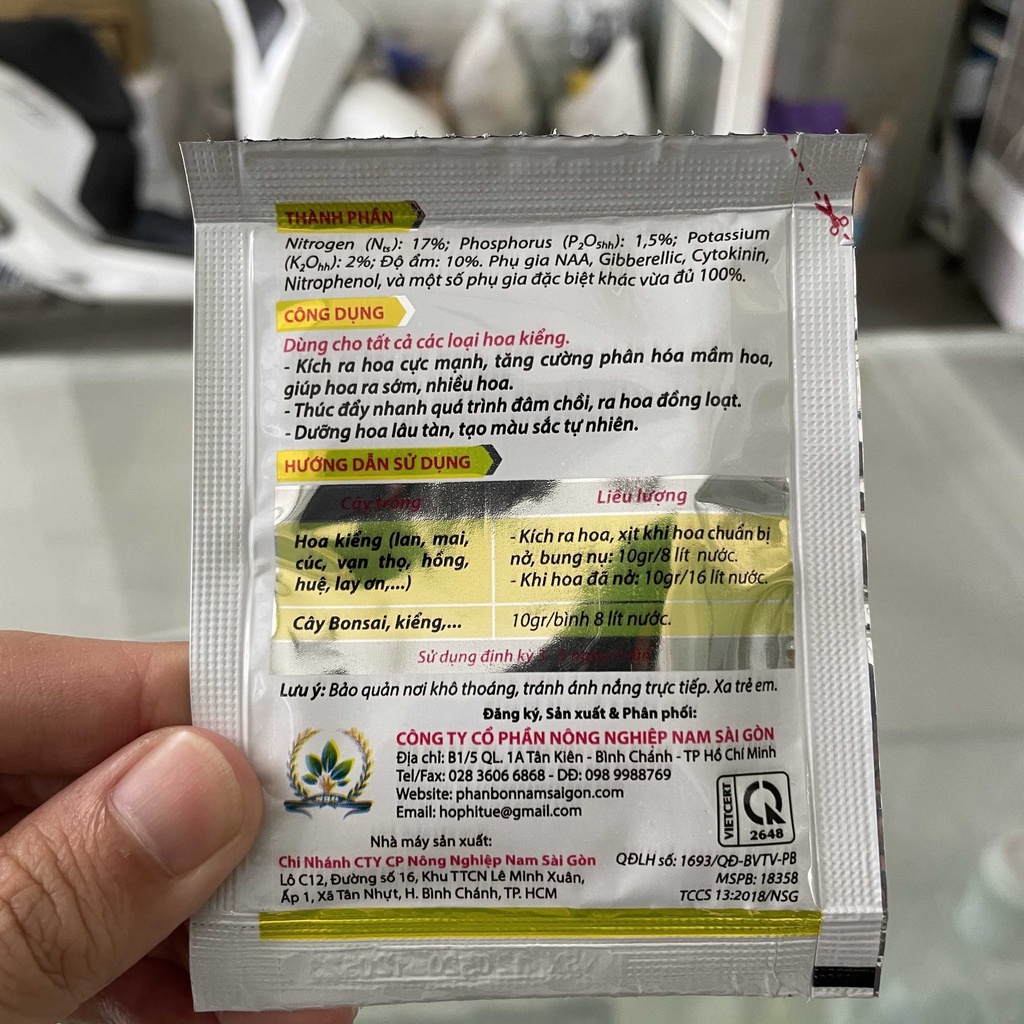 THÀNH PHẦN
Nitrogen (Nts): 17%; Phosphorus (P₂O₅hh): 1,5%; Potassium
(K₂Ohh): 2%; Độ ẩm: 10%. Phụ gia NAA, Gibberellic, Cytokinin,
Nitrophenol, và một số phụ gia đặc biệt khác vừa đủ 100%.
CÔNG DỤNG
Dùng cho tất cả các loại hoa kiểng.
- Kích ra hoa cực mạnh, tăng cường phân hóa mầm hoa,
giúp hoa ra sớm, nhiều hoa.
- Thúc đẩy nhanh quá trình đâm chồi, ra hoa đồng loạt.
- Dưỡng hoa lâu tàn, tạo màu sắc tự nhiên.
HƯỚNG DẪN SỬ DỤNG
Cây trồng
Liều lượng
Hoa kiểng (lan, mai,
cúc, vạn thọ, hồng,
huệ, lay ơn,...)
- Kích ra hoa, xịt khi hoa chuẩn bị
nở, bung nụ: 10gr/8 lít nước.
- Khi hoa đã nở: 10gr/16 lít nước.
Cây Bonsai, kiểng,...
10gr/bình 8 lít nước.
Sử dụng định kỳ
Lưu ý: Bảo quản nơi khô thoáng, tránh ánh nắng trực tiếp. Xa trẻ em.
Đăng ký, Sản xuất & Phân phối:
CÔNG TY CỔ PHẦN NÔNG NGHIỆP NAM SÀI GÒN
Địa chỉ: B1/5 QL. 1A Tân Kiên - Bình Chánh - TP Hồ Chí Minh
Tel/Fax: 028 3606 6868 - DĐ: 098 9988769
Website: phanbonnamsaigon.com
Email: hophitue@gmail.com
VIETCERT
2648
Nhà máy sản xuất:
Chi Nhánh CTY CP Nông Nghiệp Nam Sài Gòn
Lô C12, Đường số 16, Khu TTCN Lê Minh Xuân,
Ấp 1, Xã Tân Nhựt, H. Bình Chánh, TP. HCM
QĐLH số: 1693/QĐ-BVTV-PB
MSPB: 18358
TCCS 13:2018/NSG